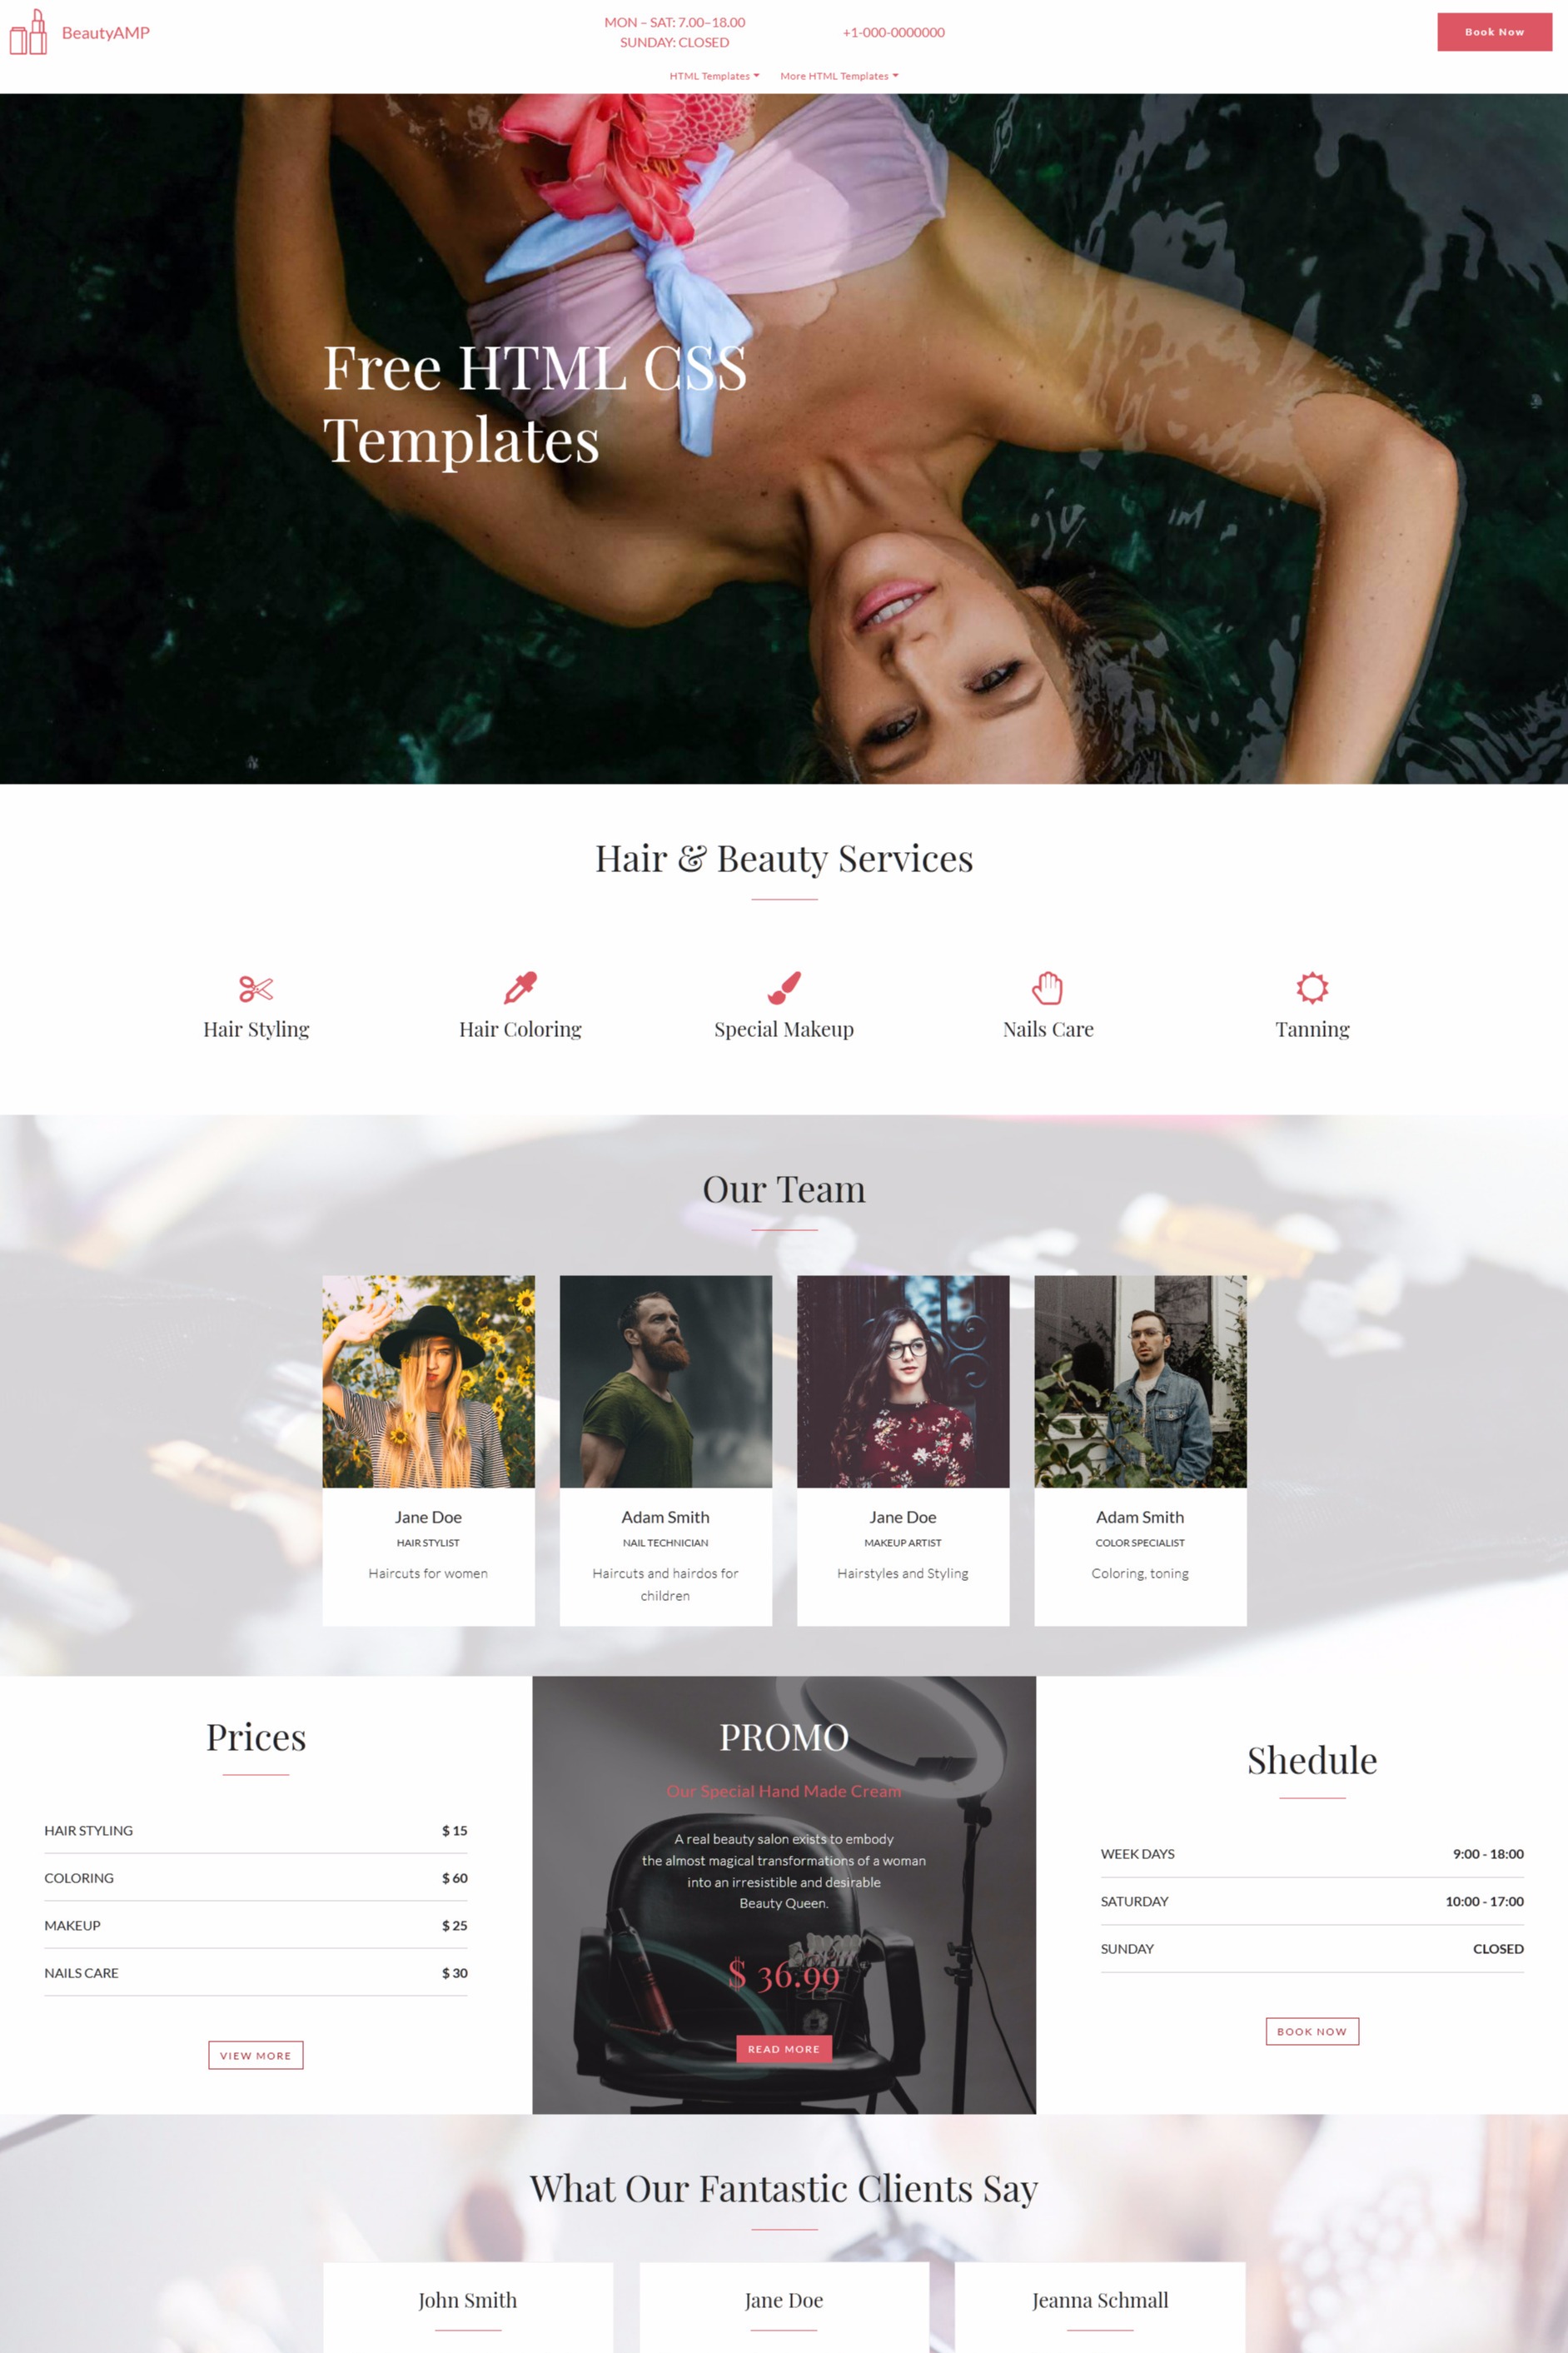 BeautyAMP
MON – SAT: 7.00–18.00
SUNDAY: CLOSED
+1-000-0000000
Book Now
HTML Templates
More HTML Templates
Free HTML CSS
Templates
Hair & Beauty Services
Hair Styling
Hair Coloring
Special Makeup
Nails Care
Tanning
Our Team
Jane Doe
HAIR STYLIST
Haircuts for women
Adam Smith
NAIL TECHNICIAN
Haircuts and hairdos for
children
Jane Doe
MAKEUP ARTIST
Hairstyles and Styling
Adam Smith
COLOR SPECIALIST
Coloring, toning
Prices
HAIR STYLING $ 15
COLORING $ 60
MAKEUP $ 25
NAILS CARE $ 30
VIEW MORE
PROMO
Our Special Hand Made Cream
A real beauty salon exists to embody
the almost magical transformations of a woman
into an irresistible and desirable
Beauty Queen.
$ 36.99
READ MORE
Shedule
WEEK DAYS 9:00 - 18:00
SATURDAY 10:00 - 17:00
SUNDAY CLOSED
BOOK NOW
What Our Fantastic Clients Say
John Smith
Jane Doe
Jeanna Schmall